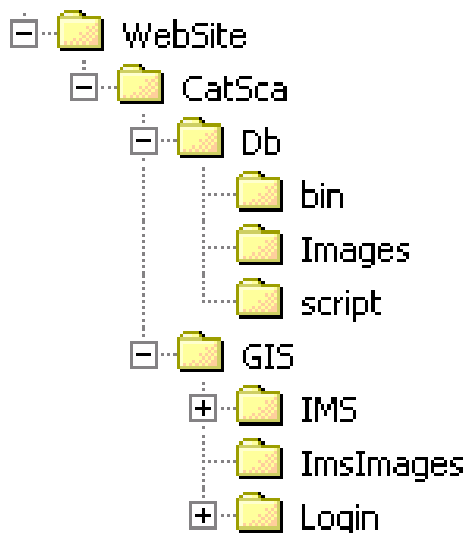 WebSite
CatSca
Db
bin
Images
script
GIS
IMS
ImsImages
Login